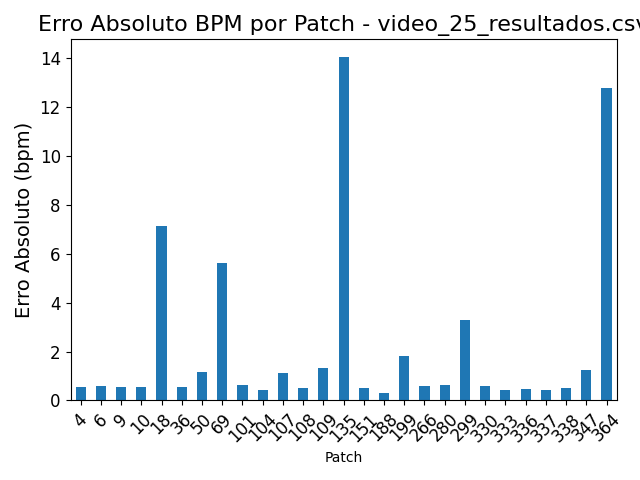 Erro Absoluto BPM por Patch - video_25_resultados.csv
Erro Absoluto (bpm)
14
12
10
8
6
4
2
0
4 6 9 10 18 36 50 69 101 104 107 108 109 135 151 188 199 266 280 299 330 333 336 337 338 347 364
Patch